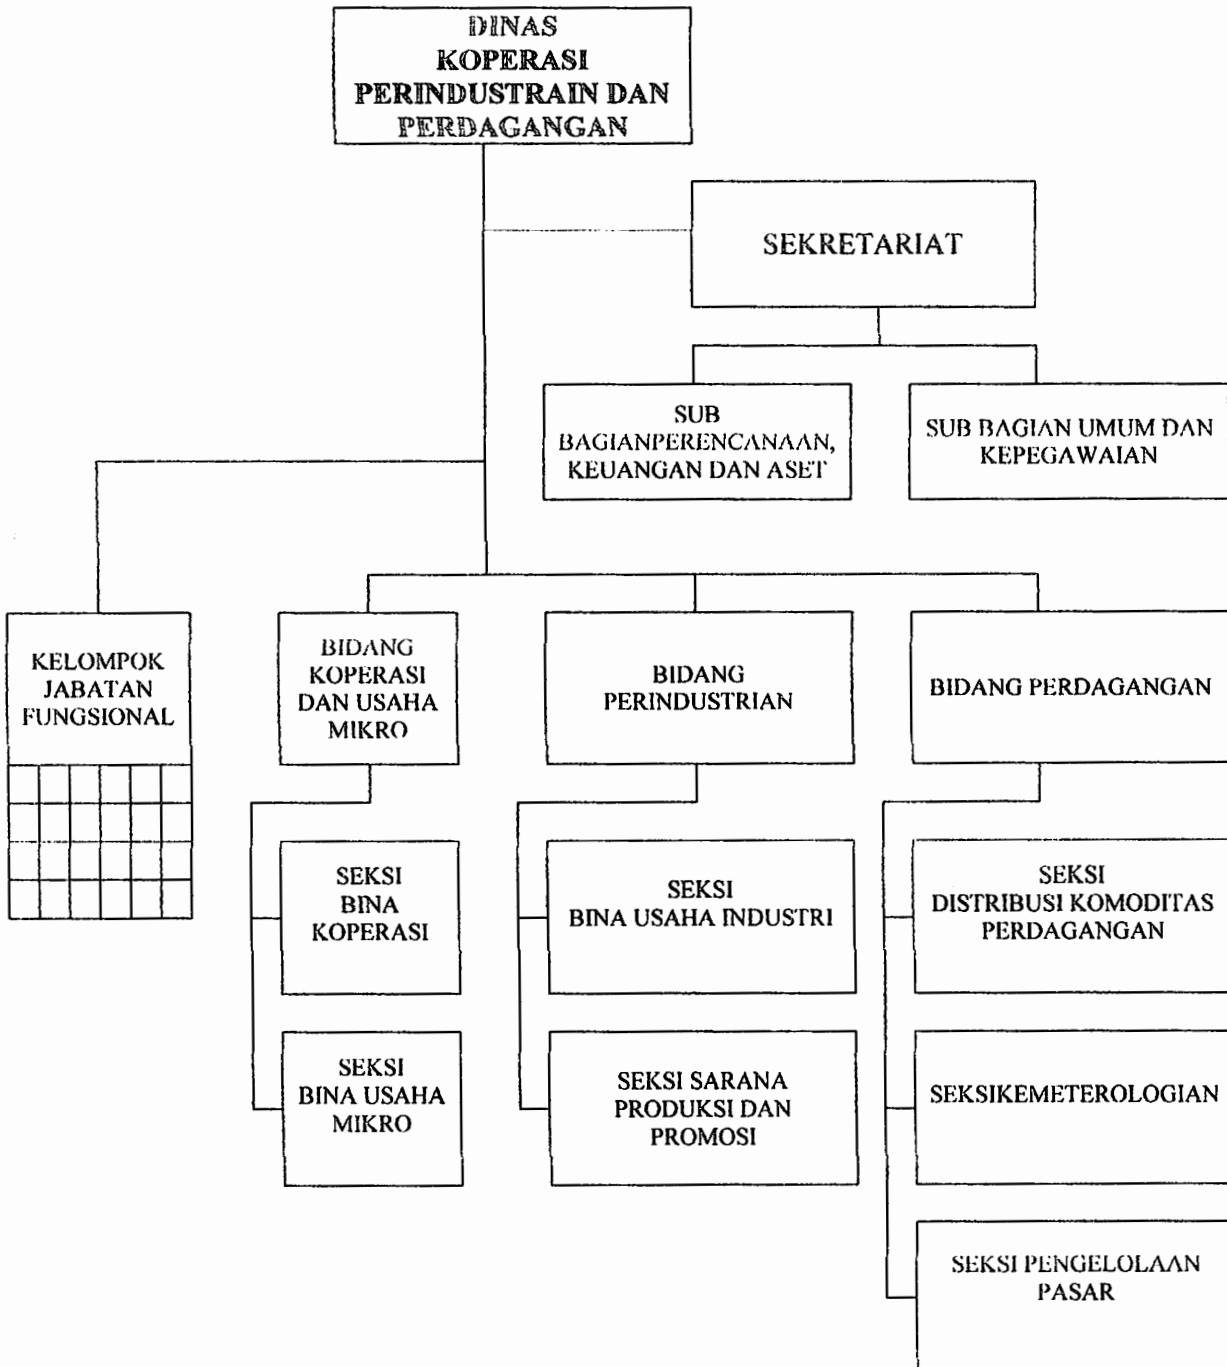 DINAS
KOPERASI
PERINDUSTRAIN DAN
PERDAGANGAN
SEKRETARIAT
SUB
BAGIANPERENCANAAN,
KEUANGAN DAN ASET
SUB BAGIAN UMUM DAN
KEPEGAWAIAN
KELOMPOK
JABATAN
FUNGSIONAL
BIDANG
KOPERASI
DAN USAHA
MIKRO
BIDANG
PERINDUSTRIAN
BIDANG PERDAGANGAN
SEKSI
BINA
KOPERASI
SEKSI
BINA USAHA INDUSTRI
SEKSI
DISTRIBUSI KOMODITAS
PERDAGANGAN
SEKSI
BINA USAHA
MIKRO
SEKSI SARANA
PRODUKSI DAN
PROMOSI
SEKSIKEMETEROLOGIAN
SEKSI PENGELOLAAN
PASAR